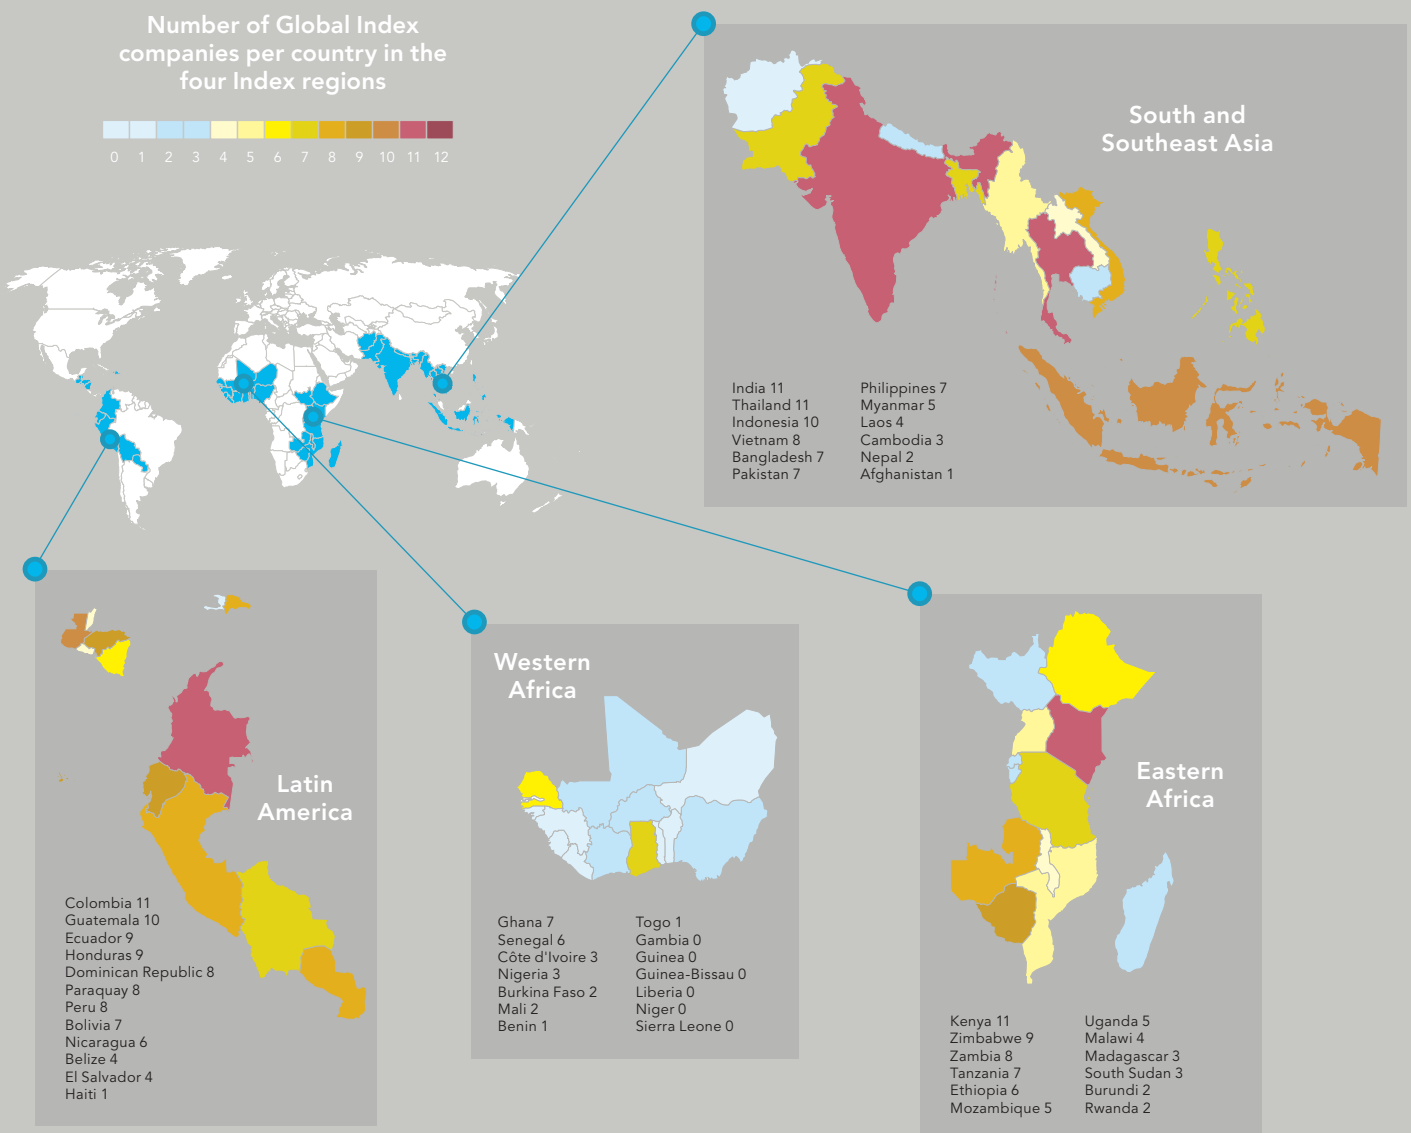 Number of Global Index
companies per country in the
four Index regions
0 1 2 3 4 5 6 7 8 9 10 11 12
South and
Southeast Asia
India 11
Thailand 11
Indonesia 10
Vietnam 8
Bangladesh 7
Pakistan 7
Philippines 7
Myanmar 5
Laos 4
Cambodia 3
Nepal 2
Afghanistan 1
Latin
America
Colombia 11
Guatemala 10
Ecuador 9
Honduras 9
Dominican Republic 8
Paraguay 8
Peru 8
Bolivia 7
Nicaragua 6
Belize 4
El Salvador 4
Haiti 1
Western
Africa
Ghana 7
Senegal 6
Côte d'Ivoire 3
Nigeria 3
Burkina Faso 2
Mali 2
Benin 1
Togo 1
Gambia 0
Guinea 0
Guinea-Bissau 0
Liberia 0
Niger 0
Sierra Leone 0
Eastern
Africa
Kenya 11
Zimbabwe 9
Zambia 8
Tanzania 7
Ethiopia 6
Mozambique 5
Uganda 5
Malawi 4
Madagascar 3
South Sudan 3
Burundi 2
Rwanda 2